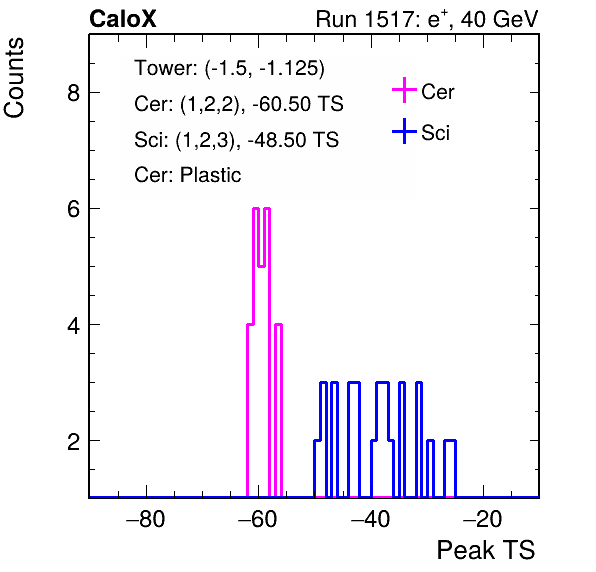 CaloX Run 1517: e⁺, 40 GeV
Counts
Tower: (-1.5, -1.125)
Cer: (1,2,2), -60.50 TS
Sci: (1,2,3), -48.50 TS
Cer: Plastic
Cer
Sci
8
6
4
2
−80 −60 −40 −20
Peak TS